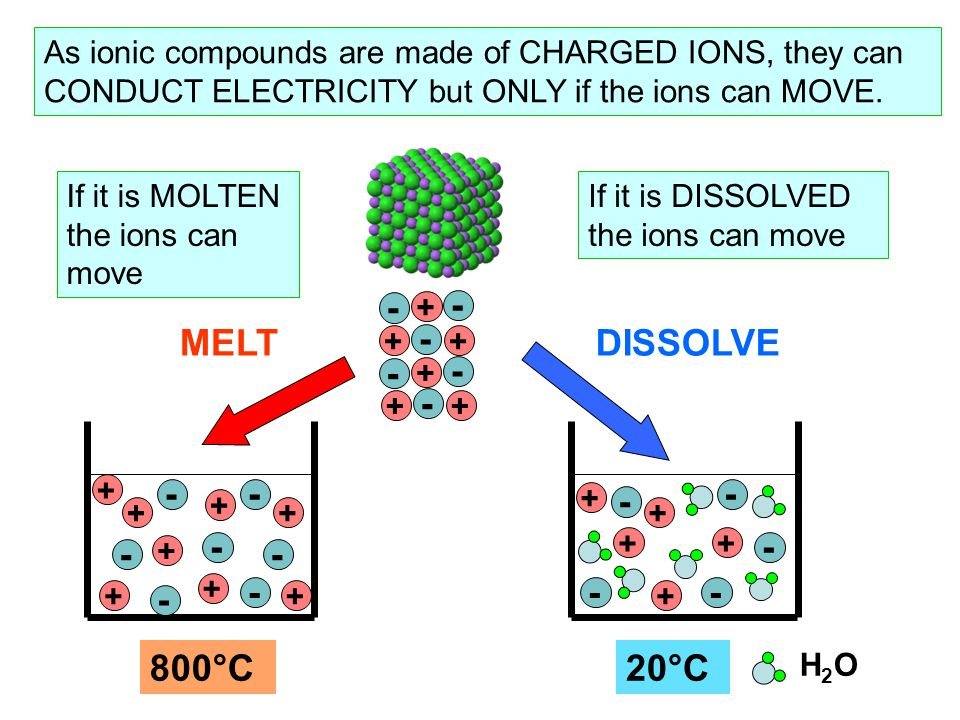 As ionic compounds are made of CHARGED IONS, they can
CONDUCT ELECTRICITY but ONLY if the ions can MOVE.
If it is MOLTEN
the ions can
move
If it is DISSOLVED
the ions can move
- + -
MELT
+ - +
DISSOLVE
- + -
+ - +
+ - + - +
+ - + -
- + - -
+ - + - +
+ - + -
+ + -
- + -
800°C
20°C
H₂O